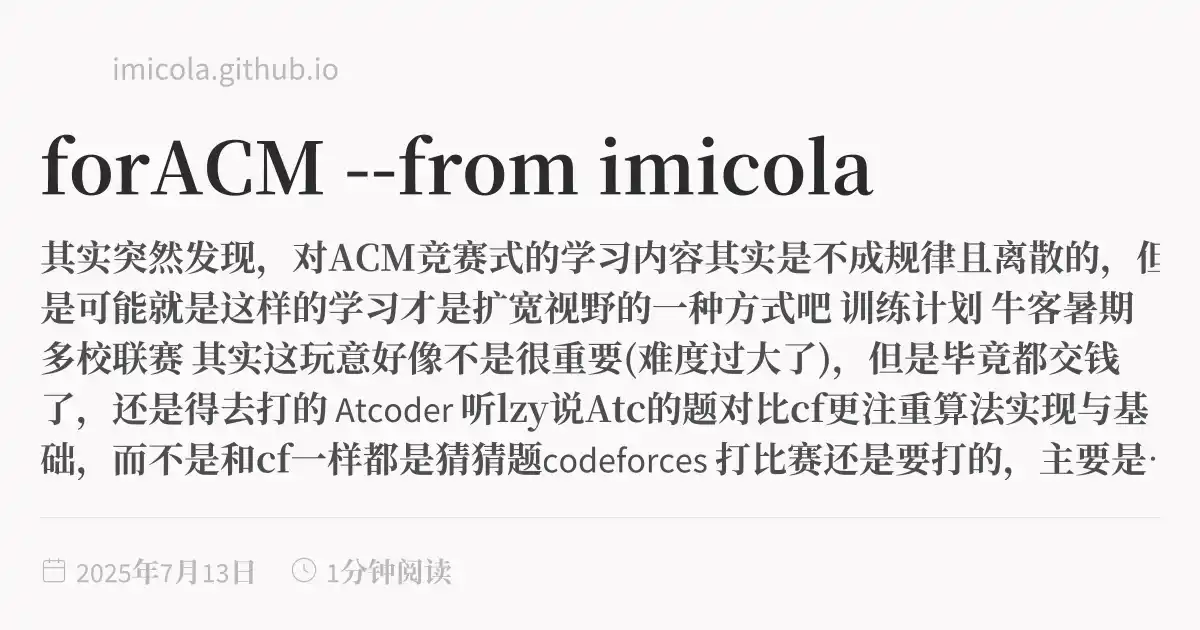 imicola.github.io
forACM --from imicola
其实突然发现，对ACM竞赛式的学习内容其实是不成规律且离散的，但
是可能就是这样的学习才是扩宽视野的一种方式吧 训练计划 牛客暑期
多校联赛 其实这玩意好像不是很重要(难度过大了)，但是毕竟都交钱
了，还是得去打的 Atcoder 听lzy说Atc的题对比cf更注重算法实现与基
础，而不是和cf一样都是猜猜题codeforces 打比赛还是要打的，主要是·
2025年7月13日 1分钟阅读